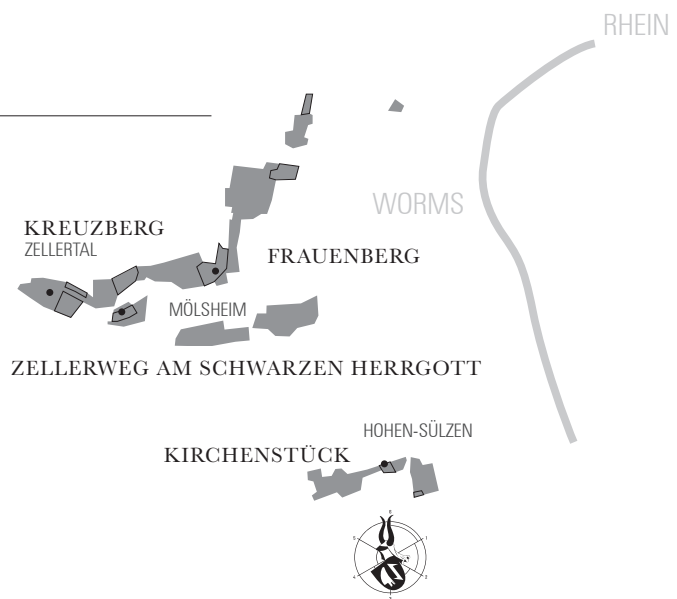 RHEIN
WORMS
KREUZBERG
ZELLERTAL
FRAUENBERG
MÖLSHEIM
ZELLERWEG AM SCHWARZEN HERRGOTT
HOHEN-SÜLZEN
KIRCHENSTÜCK